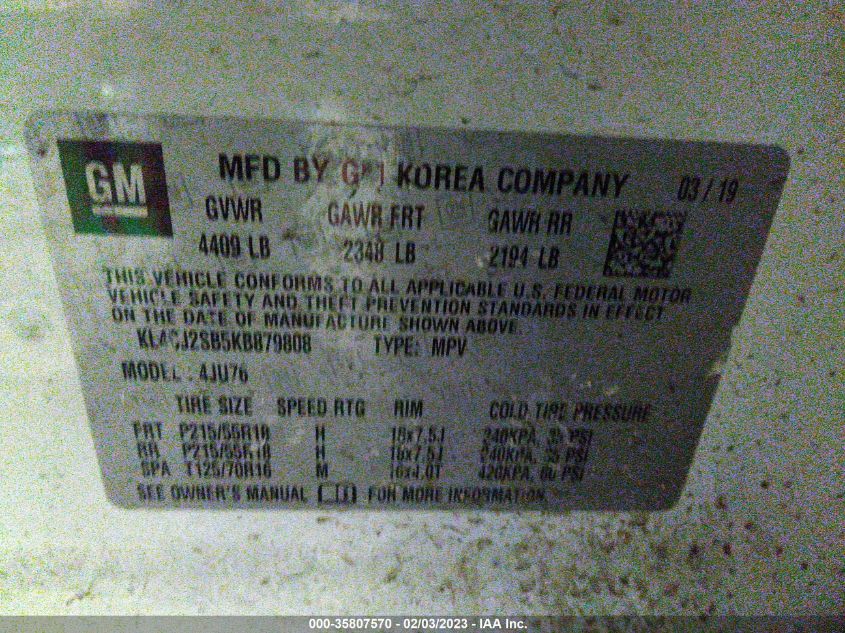 GM
MFD BY GM KOREA COMPANY 03/19
GVWR GAWR FRT GAWR RR
4409 LB 2348 LB 2194 LB
THIS VEHICLE CONFORMS TO ALL APPLICABLE U.S. FEDERAL MOTOR
VEHICLE SAFETY AND THEFT PREVENTION STANDARDS IN EFFECT
ON THE DATE OF MANUFACTURE SHOWN ABOVE.
KL4CJ2SB5KB879808 TYPE: MPV
MODEL: 4JU76
TIRE SIZE SPEED RTG RIM COLD TIRE PRESSURE
FRT P215/55R18 H 18x7.5J 240KPA, 35 PSI
RR P215/55R18 H 18x7.5J 240KPA, 35 PSI
SPA T125/70R16 M 16x4.0T 420KPA, 60 PSI
SEE OWNER'S MANUAL FOR MORE INFORMATION
000-35807570 - 02/03/2023 - IAA Inc.